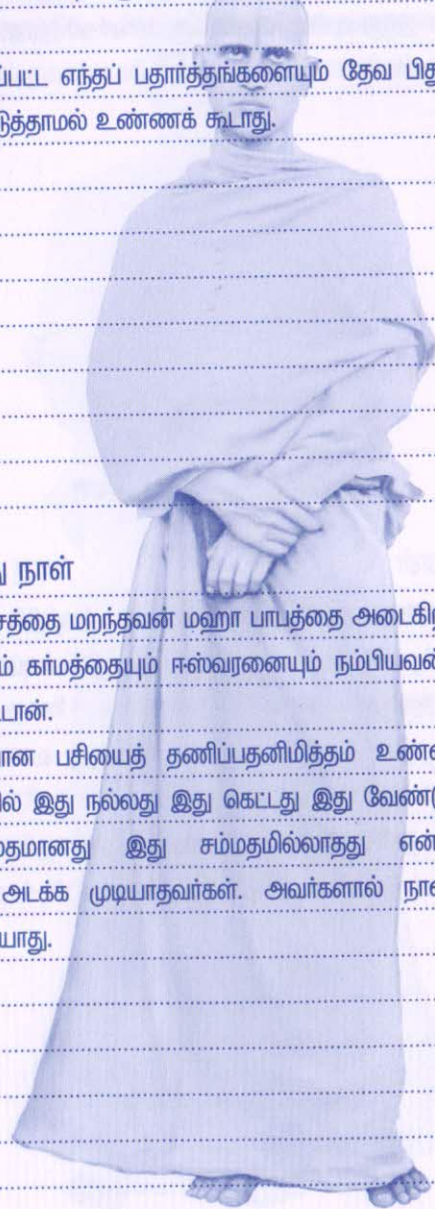 ப்பட்ட எந்தப் பதார்த்தங்களையும் தேவ பிது
டுத்தாமல் உண்ணக் கூடாது.
து நாள்
சத்தை மறந்தவன் மஹா பாபத்தை அடைகிற
ம் கர்மத்தையும் ஈஸ்வரனையும் நம்பியவன்
ட்டான்.
ான பசியைத் தணிப்பதனிமித்தம் உண
ில் இது நல்லது இது கெட்டது இது வேண்டு
மதமானது இது சம்மதமில்லாதது என்
அடக்க முடியாதவர்கள். அவர்களால் நா
யாது.